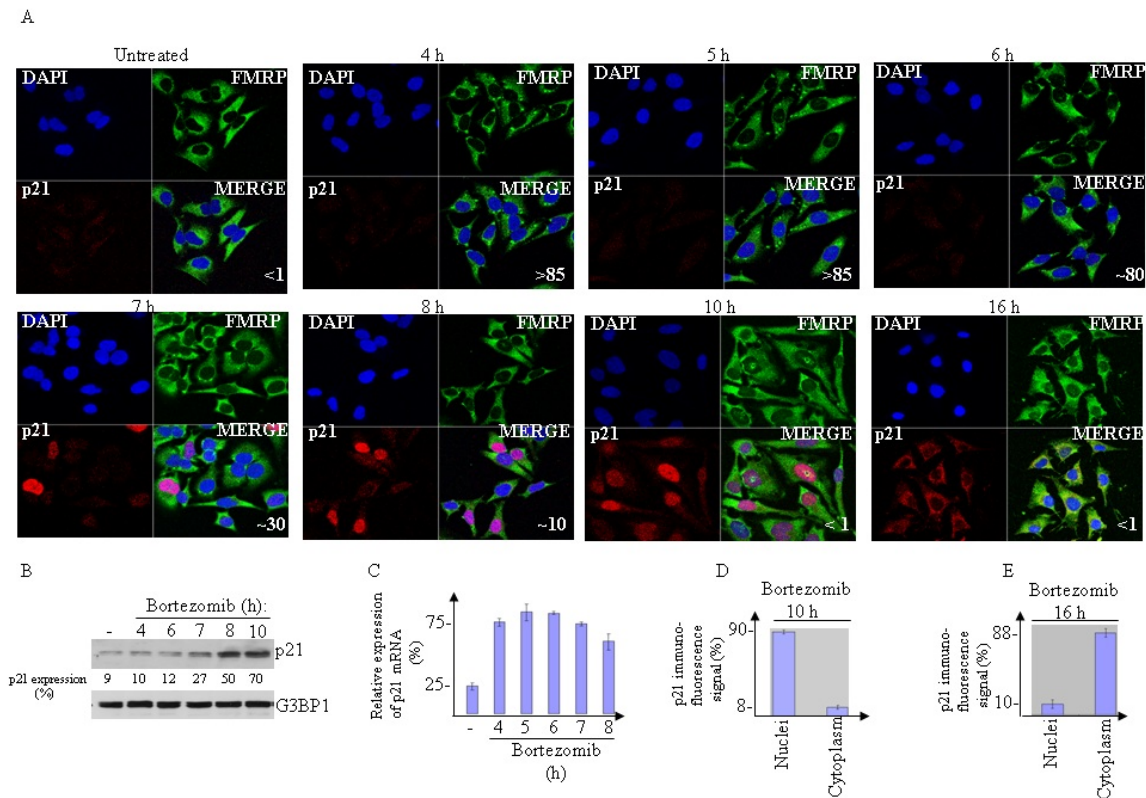 A
Untreated 4 h 5 h 6 h
DAPI FMRP DAPI FMRP DAPI FMRP DAPI FMRP
p21 MERGE p21 MERGE p21 MERGE p21 MERGE
<1 >85 >85 ~80
7 h 8 h 10 h 16 h
DAPI FMRP DAPI FMRP DAPI FMRP DAPI FMRP
p21 MERGE p21 MERGE p21 MERGE p21 MERGE
~30 ~10 < 1 <1
B
Bortezomib (h):
- 4 6 7 8 10
p21
p21 expression
(%)
9 10 12 27 50 70
G3BP1
C
Relative expression
of p21 mRNA
(%)
75-
25-
- 4 5 6 7 8
Bortezomib
(h)
D
Bortezomib
10 h
p21 immuno-
fluorescence
signal (%)
90
8-
Nuclei
Cytoplasm
E
Bortezomib
16 h
p21 immuno-
fluorescence
signal (%)
88
10
Nuclei
Cytoplasm